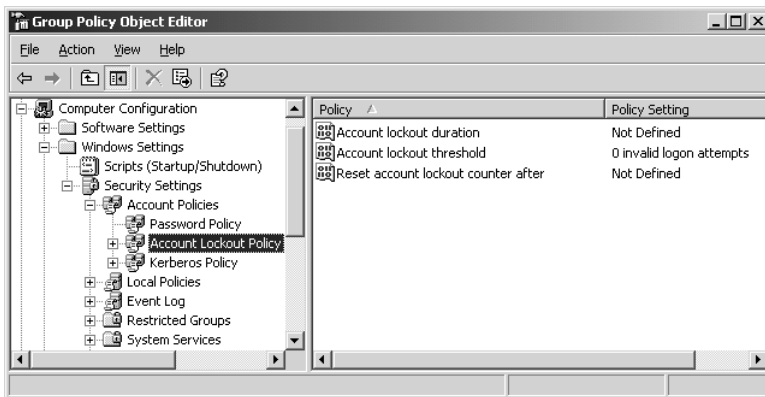 Group Policy Object Editor
File Action View Help
Computer Configuration
Software Settings
Windows Settings
Scripts (Startup/Shutdown)
Security Settings
Account Policies
Password Policy
Account Lockout Policy
Kerberos Policy
Local Policies
Event Log
Restricted Groups
System Services
Policy Policy Setting
Account lockout duration Not Defined
Account lockout threshold 0 invalid logon attempts
Reset account lockout counter after Not Defined